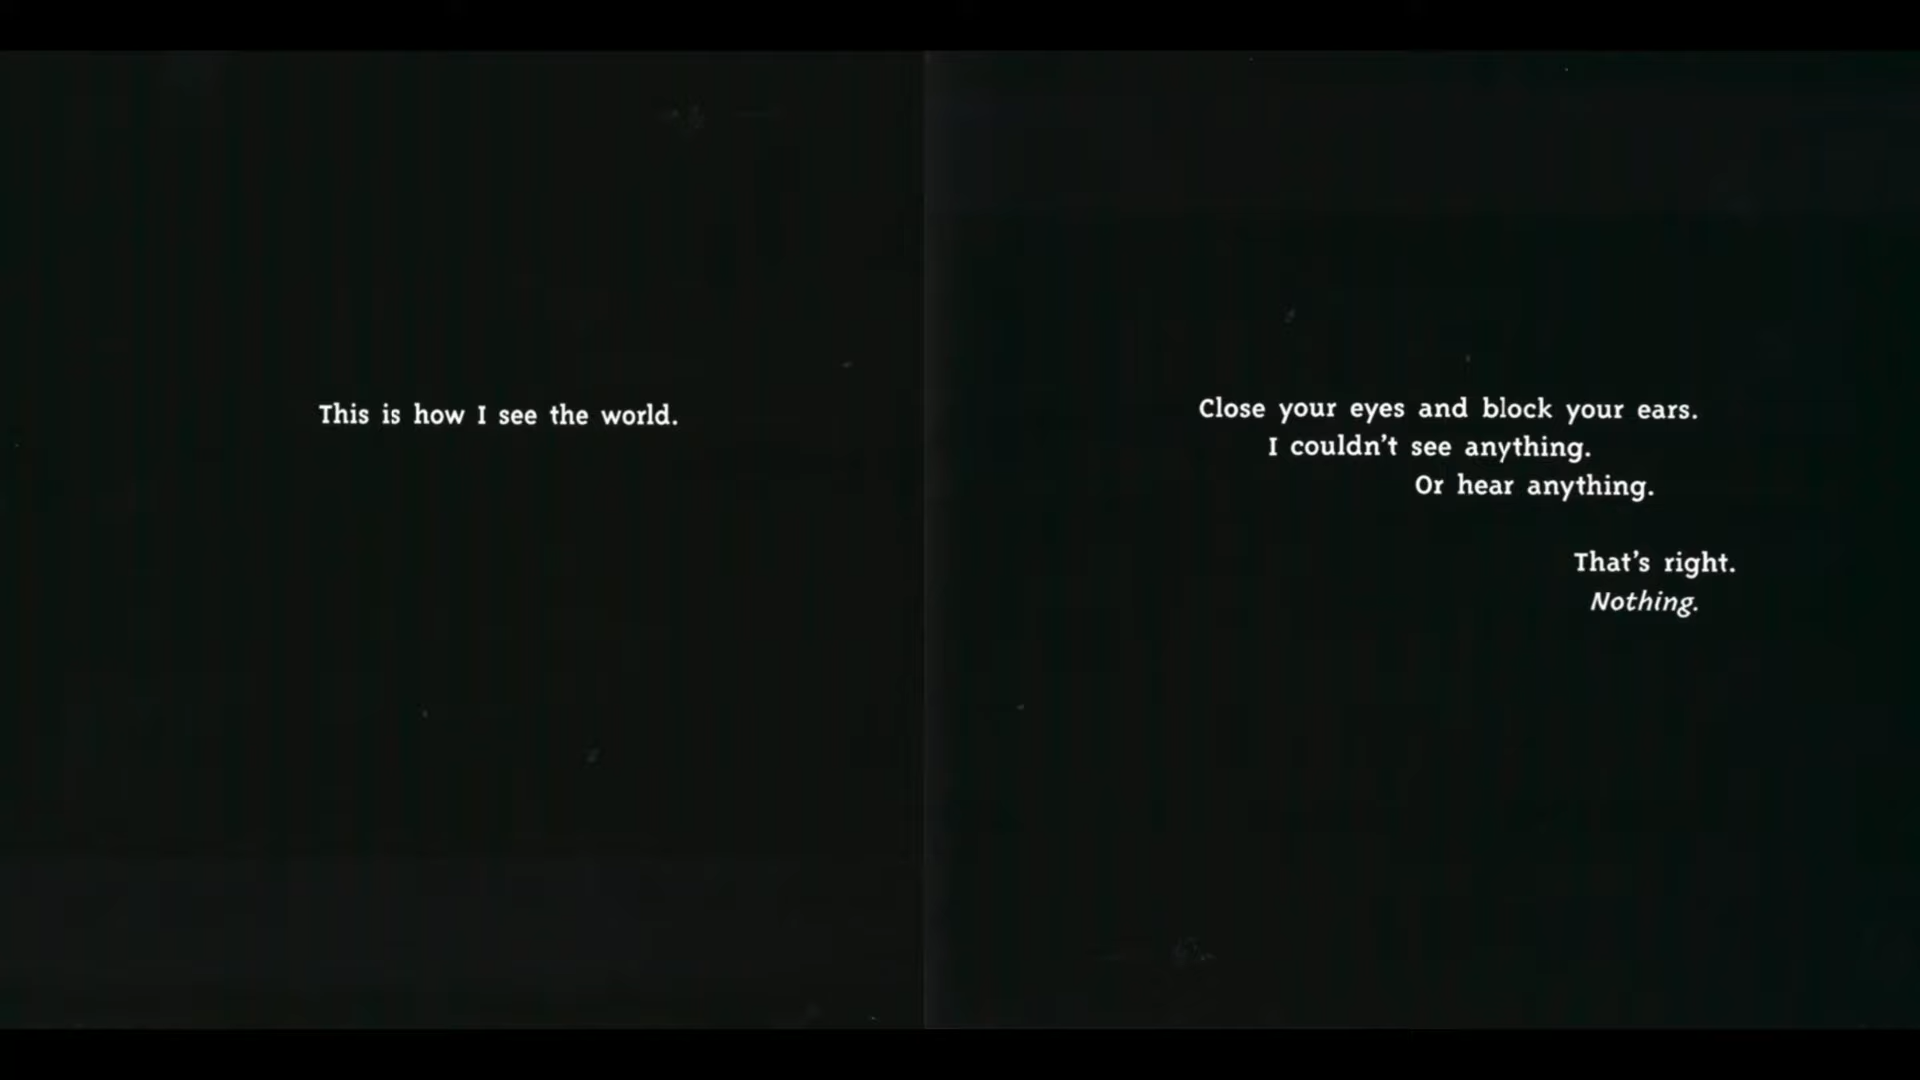 This is how I see the world.
Close your eyes and block your ears.
I couldn't see anything.
Or hear anything.
That's right.
Nothing.